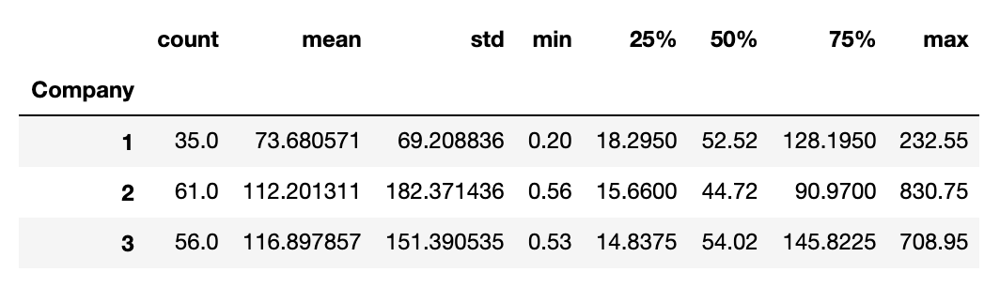 count mean std min 25% 50% 75% max
Company
1 35.0 73.680571 69.208836 0.20 18.2950 52.52 128.1950 232.55
2 61.0 112.201311 182.371436 0.56 15.6600 44.72 90.9700 830.75
3 56.0 116.897857 151.390535 0.53 14.8375 54.02 145.8225 708.95